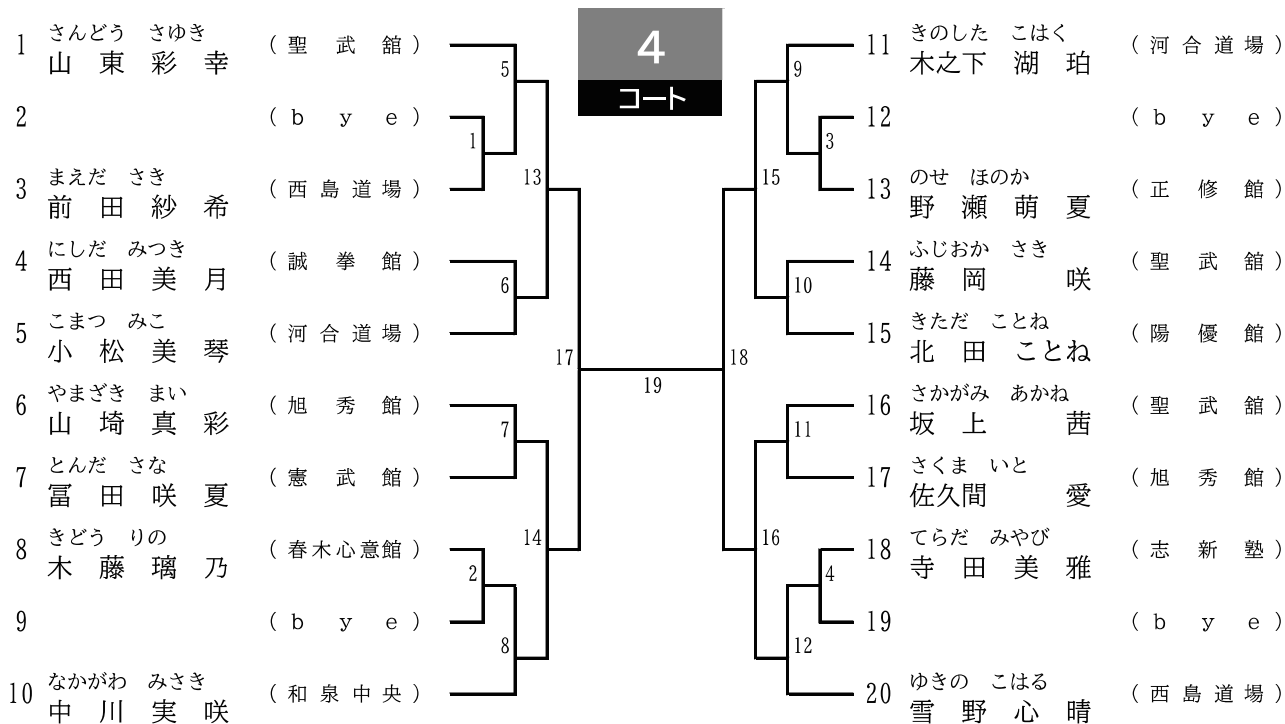 4
コート
1 さんどう さゆき
山東彩幸 (聖武舘)
2 (bye)
3 まえだ さき
前田紗希 (西島道場)
4 にしだ みつき
西田美月 (誠拳館)
5 こまつ みこ
小松美琴 (河合道場)
6 やまざき まい
山埼真彩 (旭秀館)
7 とんだ さな
冨田咲夏 (憲武館)
8 きどう りの
木藤璃乃 (春木心意館)
9 (bye)
10 なかがわ みさき
中川実咲 (和泉中央)
5
1
13
6
17
7
14
2
8
19
11 きのした こはく
木之下湖珀 (河合道場)
12 (bye)
13 のせ ほのか
野瀬萌夏 (正修館)
14 ふじおか さき
藤岡咲 (聖武舘)
15 きただ ことね
北田ことね (陽優館)
16 さかがみ あかね
坂上茜 (聖武舘)
17 さくま いと
佐久間愛 (旭秀館)
18 てらだ みやび
寺田美雅 (志新塾)
19 (bye)
20 ゆきの こはる
雪野心晴 (西島道場)
9
3
15
10
18
11
16
4
12